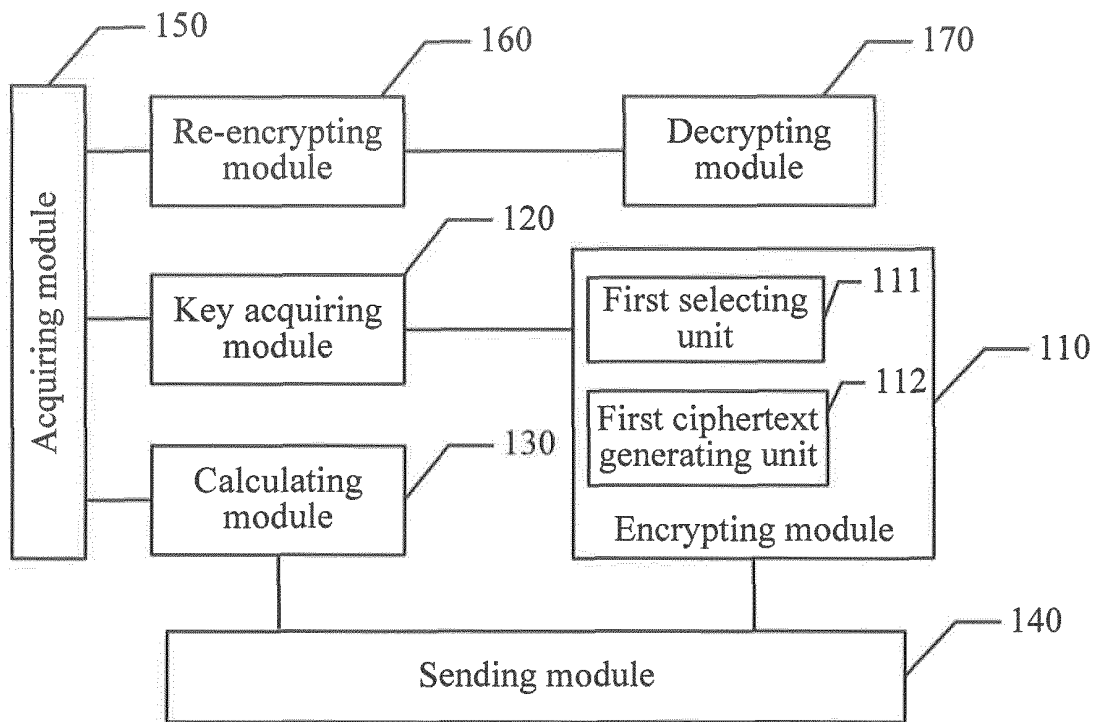 150
160
170
Re-encrypting
module
Decrypting
module
Acquiring module
120
Key acquiring
module
First selecting
unit
111
110
First ciphertext
generating unit
112
Encrypting module
130
Calculating
module
140
Sending module